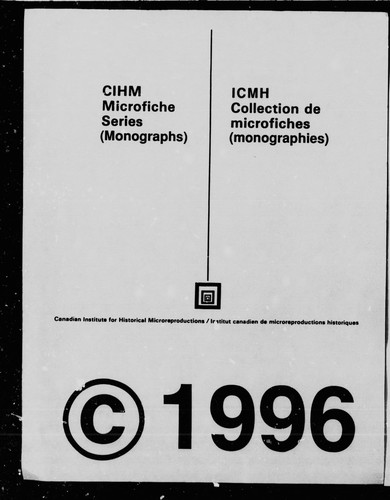 CIHM
Microfiche
Series
(Monographs)
ICMH
Collection de
microfiches
(monographies)
Canadian Institute for Historical Microreproductions / Institut canadien de microreproductions historiques
© 1996